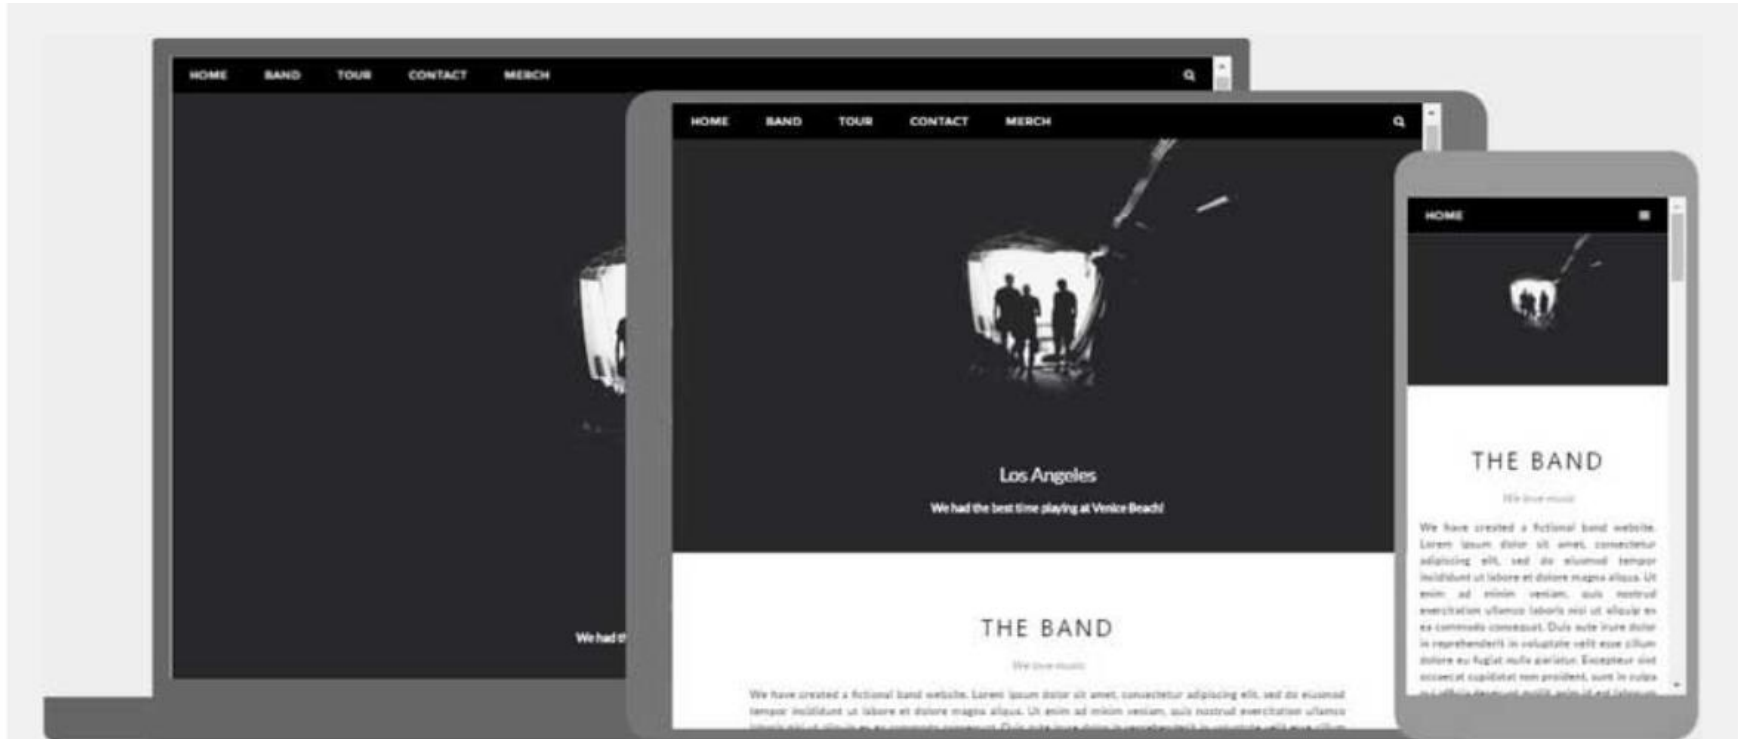 HOME BAND TOUR CONTACT MERCH
We had th
HOME BAND TOUR CONTACT MERCH
Los Angeles
We had the best time playing at Venice Beach!
THE BAND
We love music
We have created a fictional band website. Lorem ipsum dolor sit amet, consectetur adipiscing elit, sed do eiusmod
tempor incididunt ut labore et dolore magna aliqua. Ut enim ad minim veniam, quis nostrud exercitation ullamco
HOME
THE BAND
We love music
We have created a fictional band website.
Lorem ipsum dolor sit amet, consectetur
adipiscing elit, sed do eiusmod tempor
incididunt ut labore et dolore magna aliqua. Ut
enim ad minim veniam, quis nostrud
exercitation ullamco laboris nisi ut aliquip ex
ea commodo consequat. Duis aute irure dolor
in reprehenderit in voluptate velit esse cillum
dolore eu fugiat nulla pariatur. Excepteur sint
occaecat cupidatat non proident, sunt in culpa